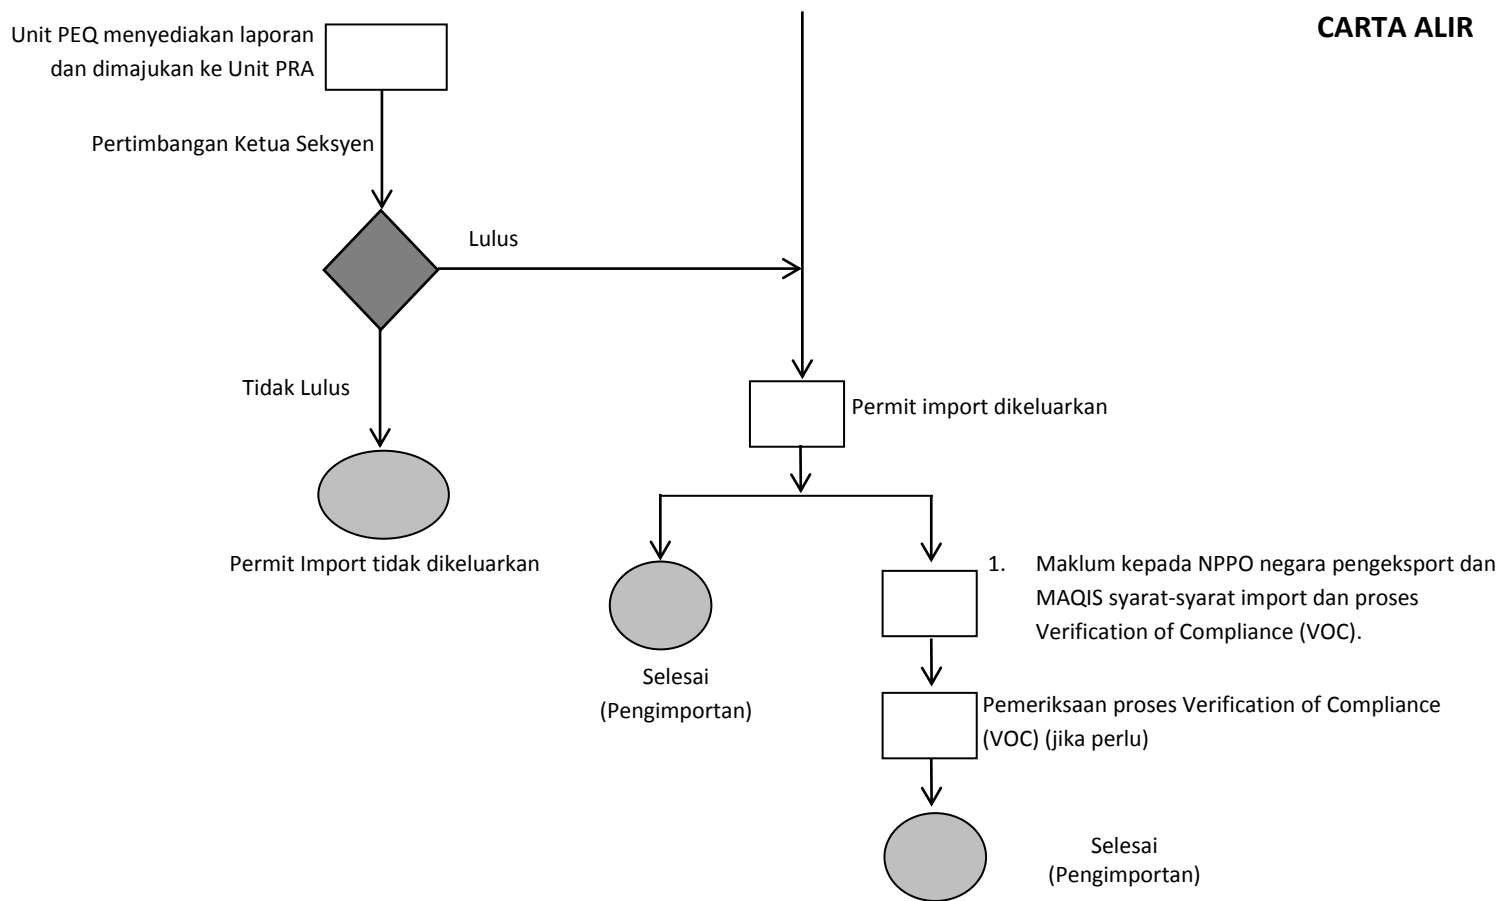 CARTA ALIR
Unit PEQ menyediakan laporan
dan dimajukan ke Unit PRA
Pertimbangan Ketua Seksyen
Lulus
Tidak Lulus
Permit import dikeluarkan
Permit Import tidak dikeluarkan
1. Maklum kepada NPPO negara pengeksport dan
MAQIS syarat-syarat import dan proses
Verification of Compliance (VOC).
Selesai
(Pengimportan)
Pemeriksaan proses Verification of Compliance
(VOC) (jika perlu)
Selesai
(Pengimportan)